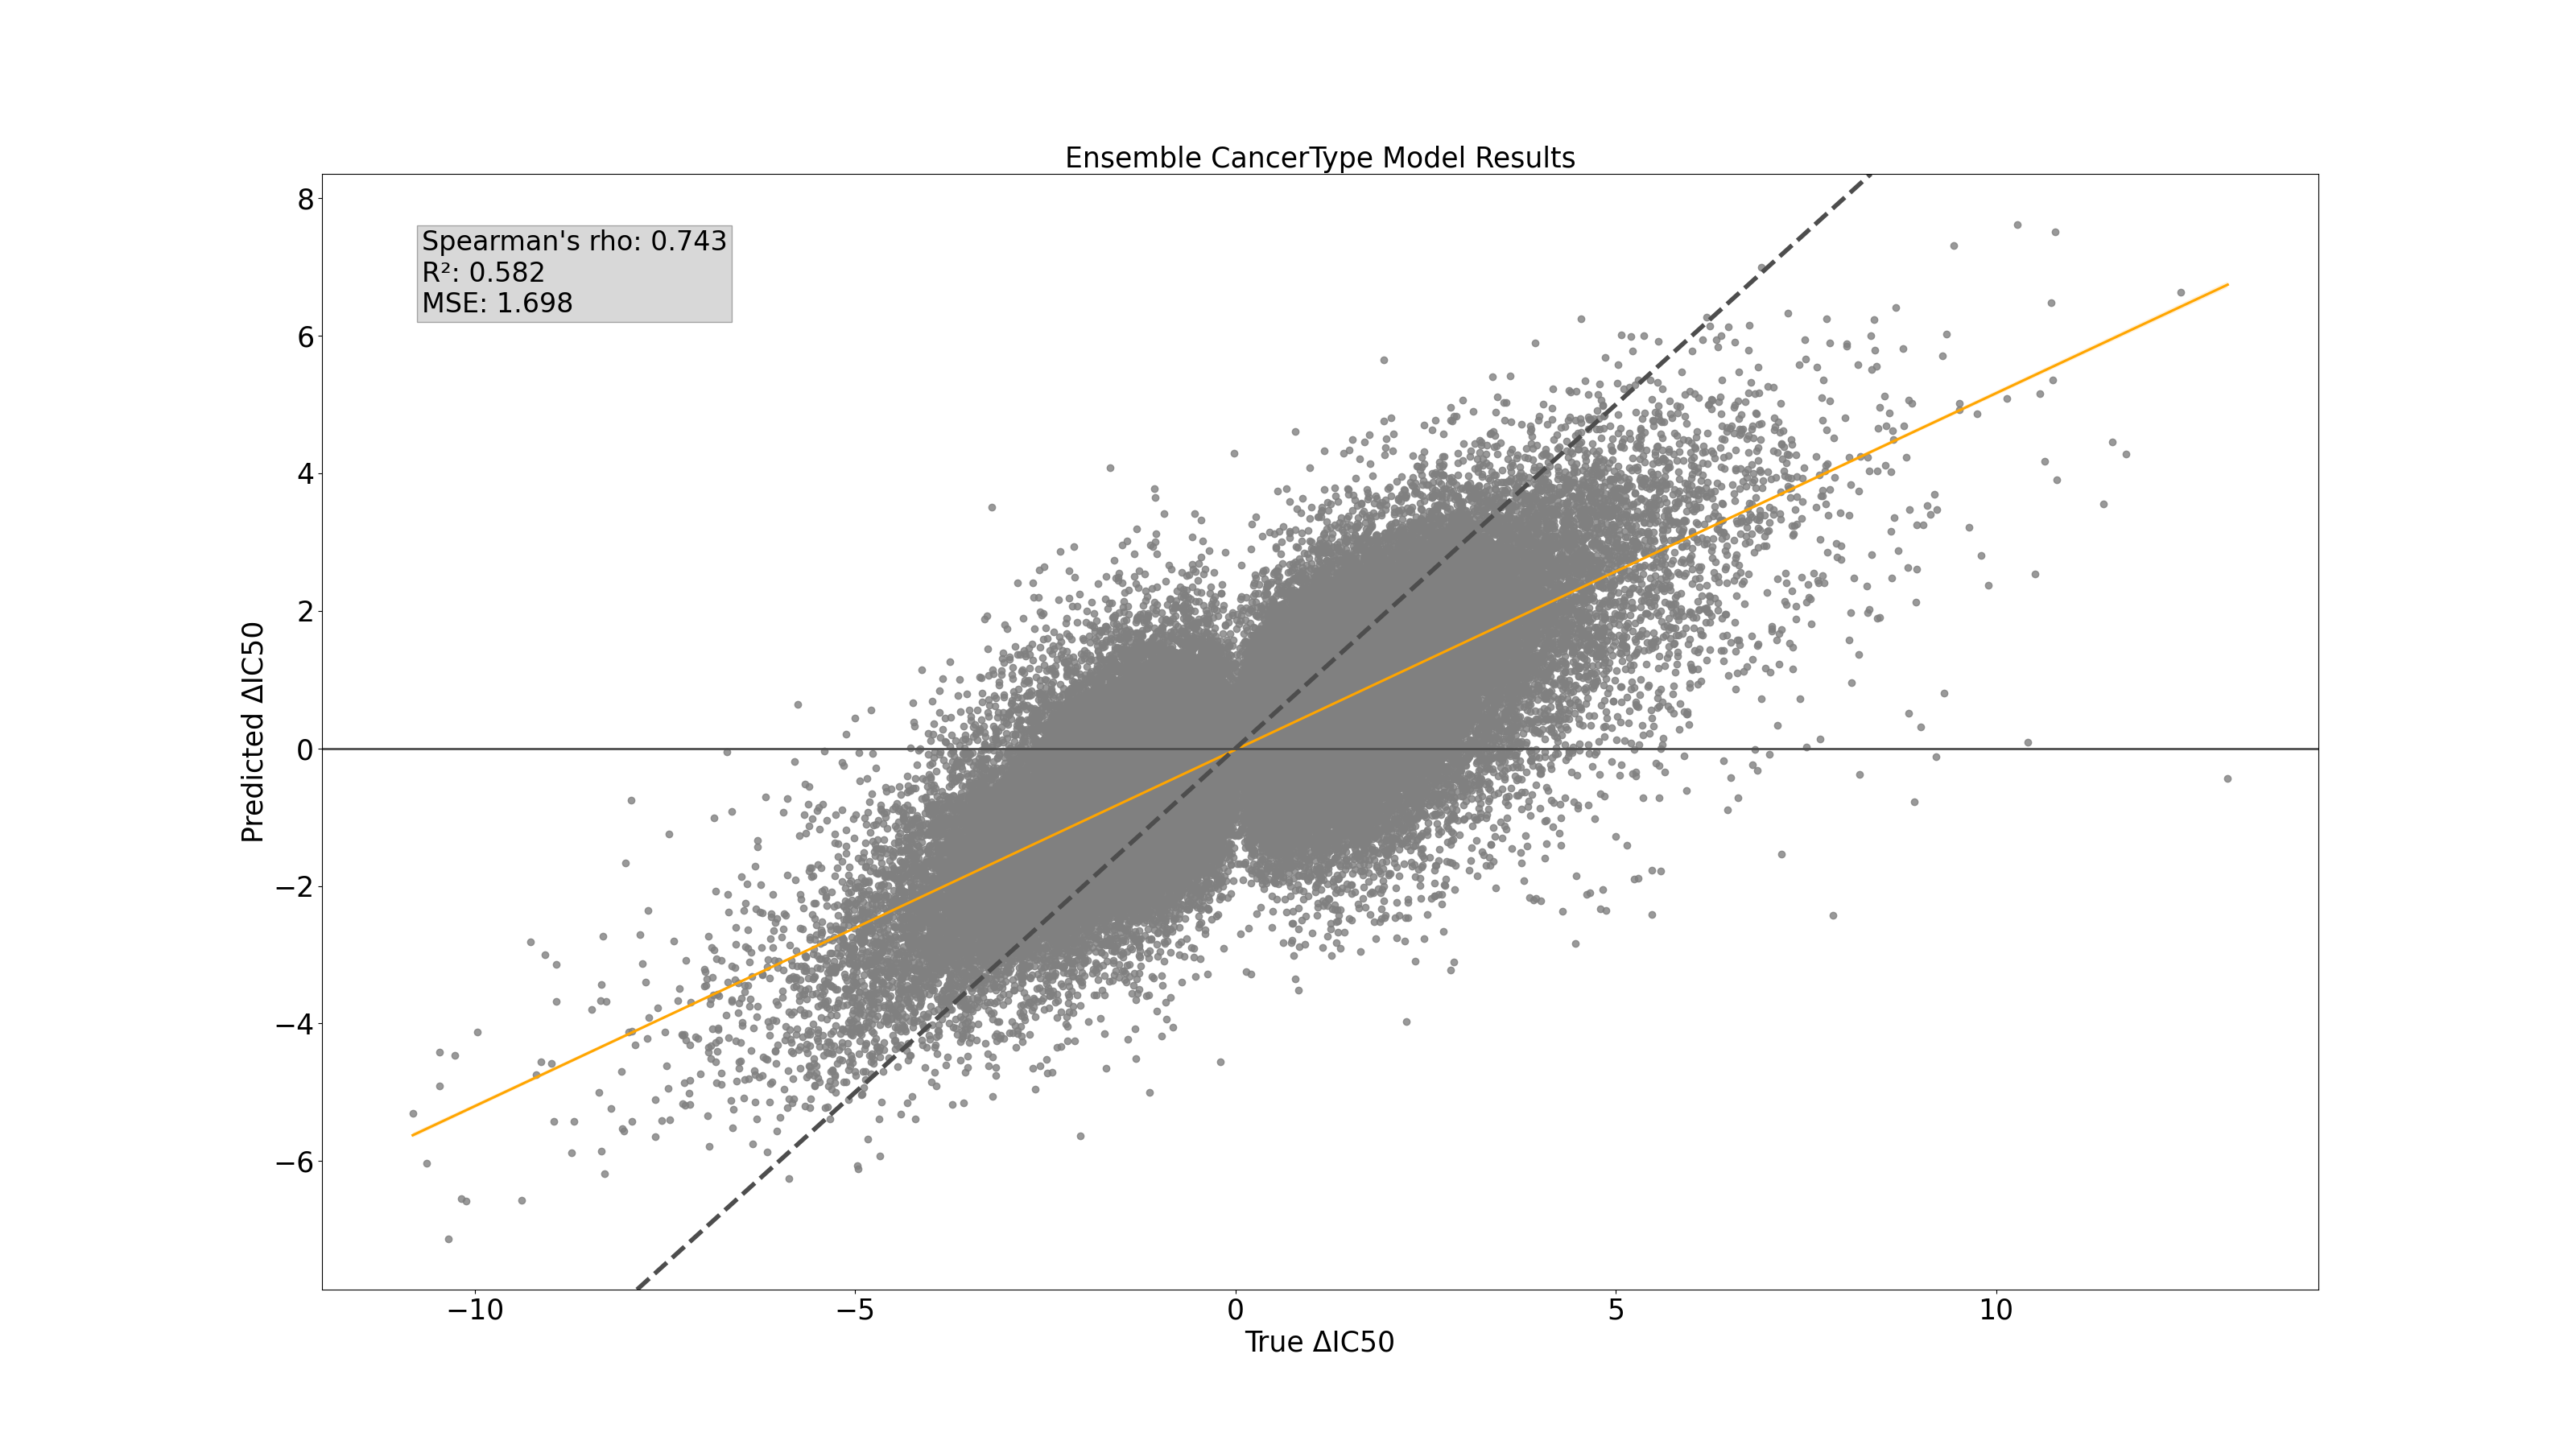 Ensemble CancerType Model Results
8
Spearman's rho: 0.743
R²: 0.582
MSE: 1.698
6
4
2
0
−2
−4
−6
Predicted ΔIC50
−10 −5 0 5 10
True ΔIC50